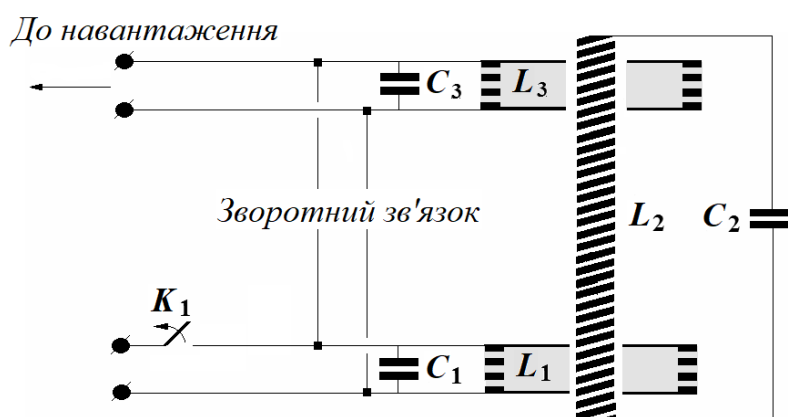 До навантаження
C3
L3
Зворотний зв'язок
L2
C2
K1
C1
L1